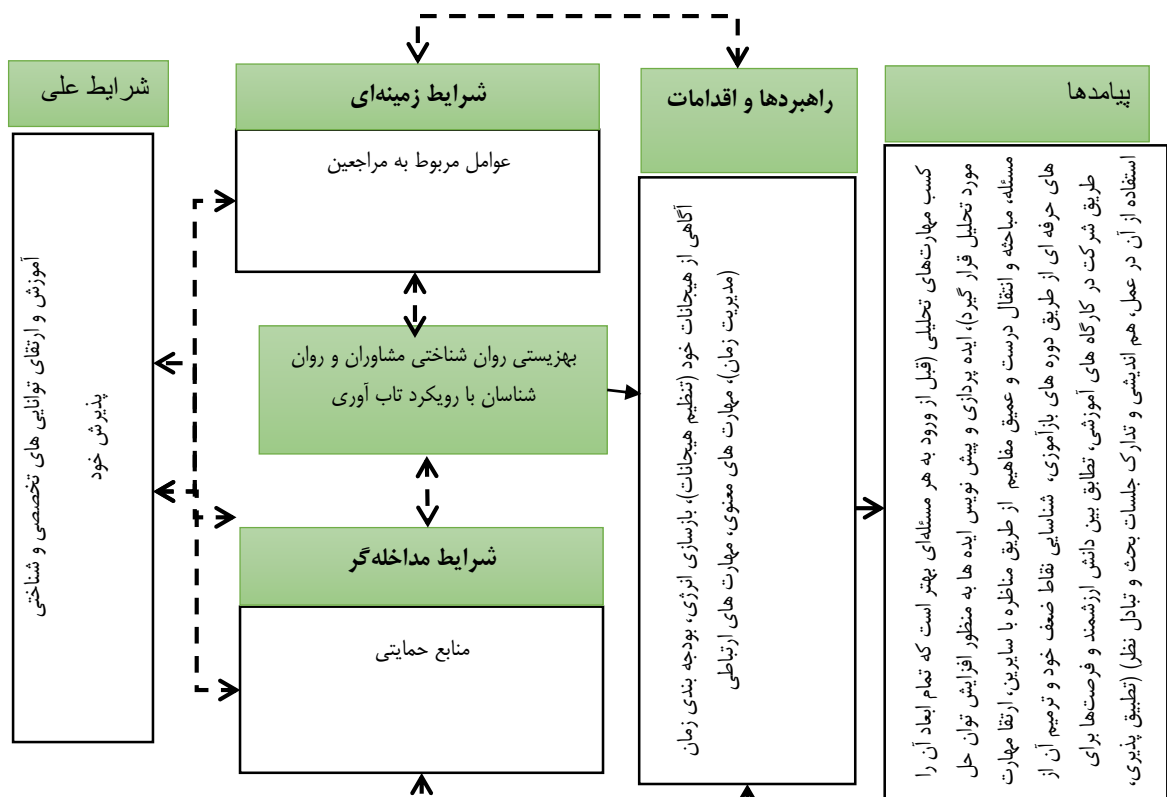 شرایط علی
آموزش و ارتقای توانایی های تخصصی و شناختی
پذیرش خود
شرایط زمینه‌ای
عوامل مربوط به مراجعین
بهزیستی روان شناختی مشاوران و روان
شناسان با رویکرد تاب آوری
شرایط مداخله‌گر
منابع حمایتی
راهبردها و اقدامات
آگاهی از هیجانات خود (تنظیم هیجانات)، بازسازی انرژی، بودجه بندی زمان
(مدیریت زمان)، مهارت های معنوی، مهارت های ارتباطی
پیامدها
کسب مهارت‌های تحلیلی (قبل از ورود به هر مسئله‌ای بهتر است که تمام ابعاد آن را
مورد تحلیل قرار گیرد)، ایده پردازی و پیش نویس ایده ها به منظور افزایش توان حل
مسئله، مباحثه و انتقال درست و عمیق مفاهیم از طریق مناظره با سایرین، ارتقا مهارت
های حرفه ای از طریق دوره های بازآموزی، شناسایی نقاط ضعف خود و ترمیم آن از
طریق شرکت در کارگاه های آموزشی، تطابق بین دانش ارزشمند و فرصت‌ها برای
استفاده از آن در عمل، هم اندیشی و تدارک جلسات بحث و تبادل نظر) (تطبیق پذیری،